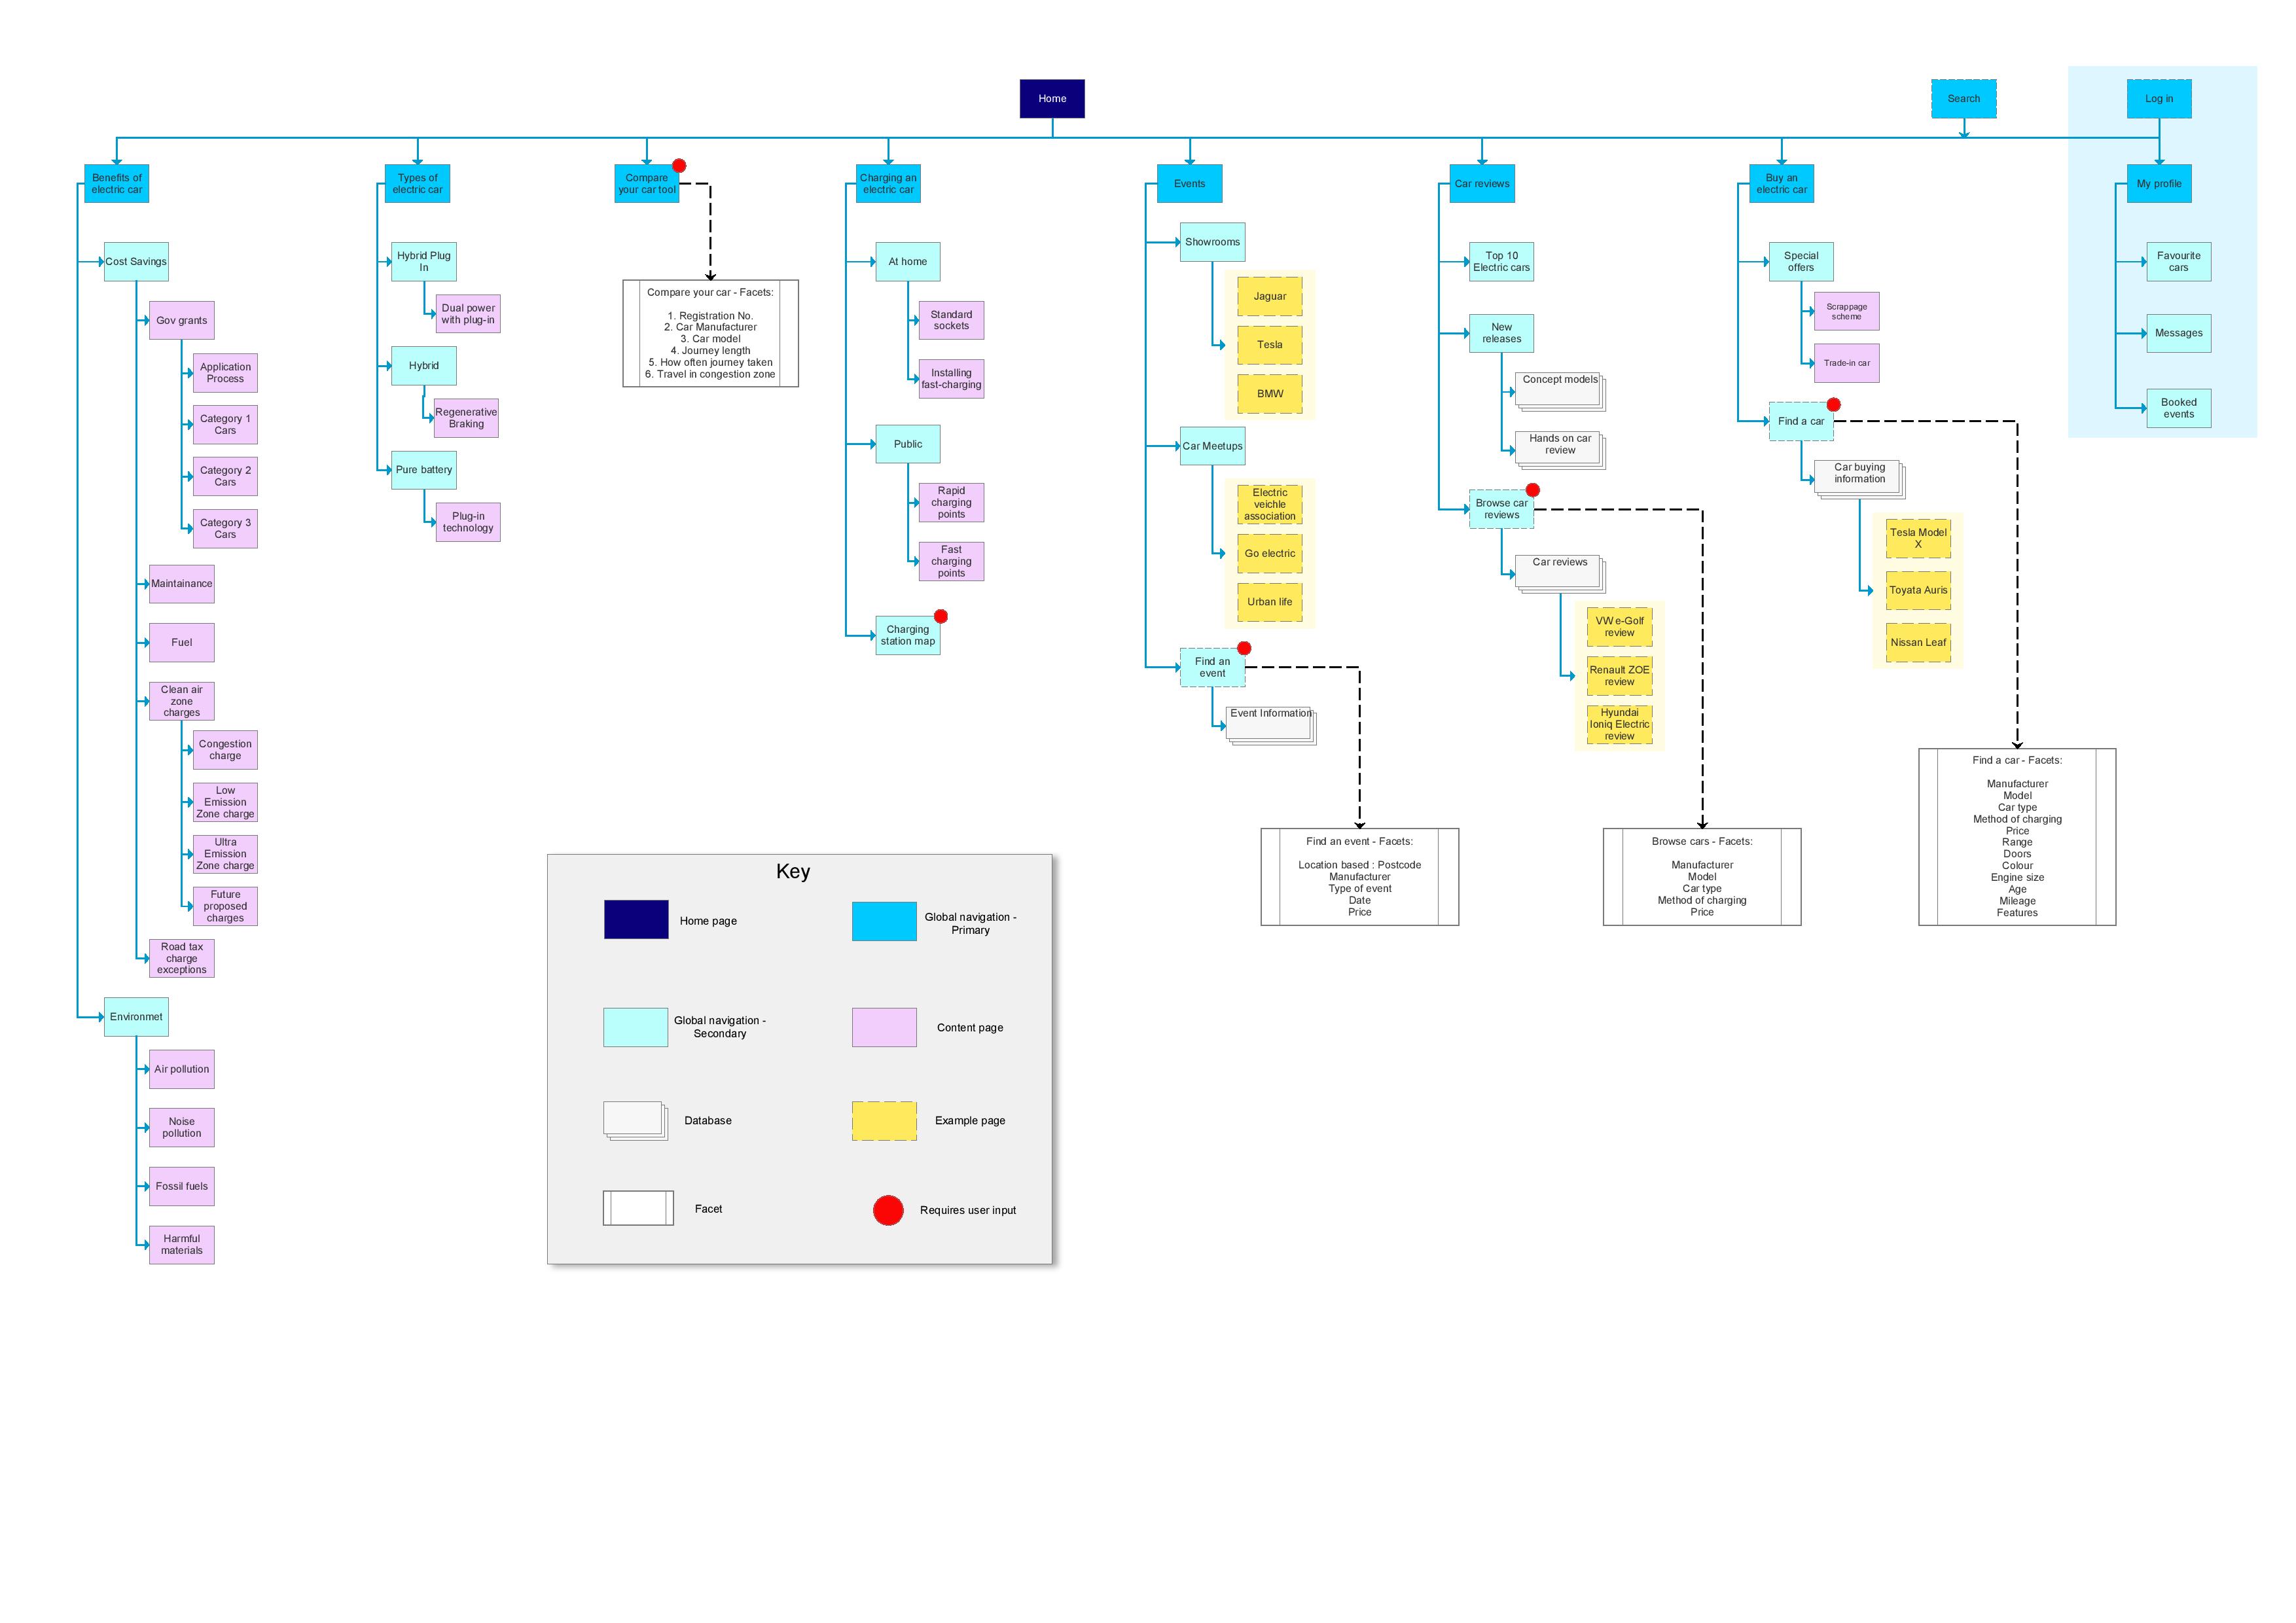 Home
Search
Log in
Benefits of
electric car
Types of
electric car
Compare
your car tool
Charging an
electric car
Events
Car reviews
Buy an
electric car
My profile
Cost Savings
Gov grants
Application
Process
Category 1
Cars
Category 2
Cars
Category 3
Cars
Maintainance
Fuel
Clean air
zone
charges
Congestion
charge
Low
Emission
Zone charge
Ultra
Emission
Zone charge
Future
proposed
charges
Road tax
charge
exceptions
Environmet
Air pollution
Noise
pollution
Fossil fuels
Harmful
materials
Hybrid Plug
In
Dual power
with plug-in
Hybrid
Regenerative
Braking
Pure battery
Plug-in
technology
Compare your car - Facets:
1. Registration No.
2. Car Manufacturer
3. Car model
4. Journey length
5. How often journey taken
6. Travel in congestion zone
At home
Standard
sockets
Installing
fast-charging
Public
Rapid
charging
points
Fast
charging
points
Charging
station map
Showrooms
Jaguar
Tesla
BMW
Car Meetups
Electric
veichle
association
Go electric
Urban life
Find an
event
Event Information
Find an event - Facets:
Location based : Postcode
Manufacturer
Type of event
Date
Price
Top 10
Electric cars
New
releases
Concept models
Hands on car
review
Browse car
reviews
Car reviews
VW e-Golf
review
Renault ZOE
review
Hyundai
Ioniq Electric
review
Browse cars - Facets:
Manufacturer
Model
Car type
Method of charging
Price
Special
offers
Scrappage
scheme
Trade-in car
Find a car
Car buying
information
Tesla Model
X
Toyata Auris
Nissan Leaf
Find a car - Facets:
Manufacturer
Model
Car type
Method of charging
Price
Range
Doors
Colour
Engine size
Age
Mileage
Features
Favourite
cars
Messages
Booked
events
Key
Home page
Global navigation -
Primary
Global navigation -
Secondary
Content page
Database
Example page
Facet
Requires user input